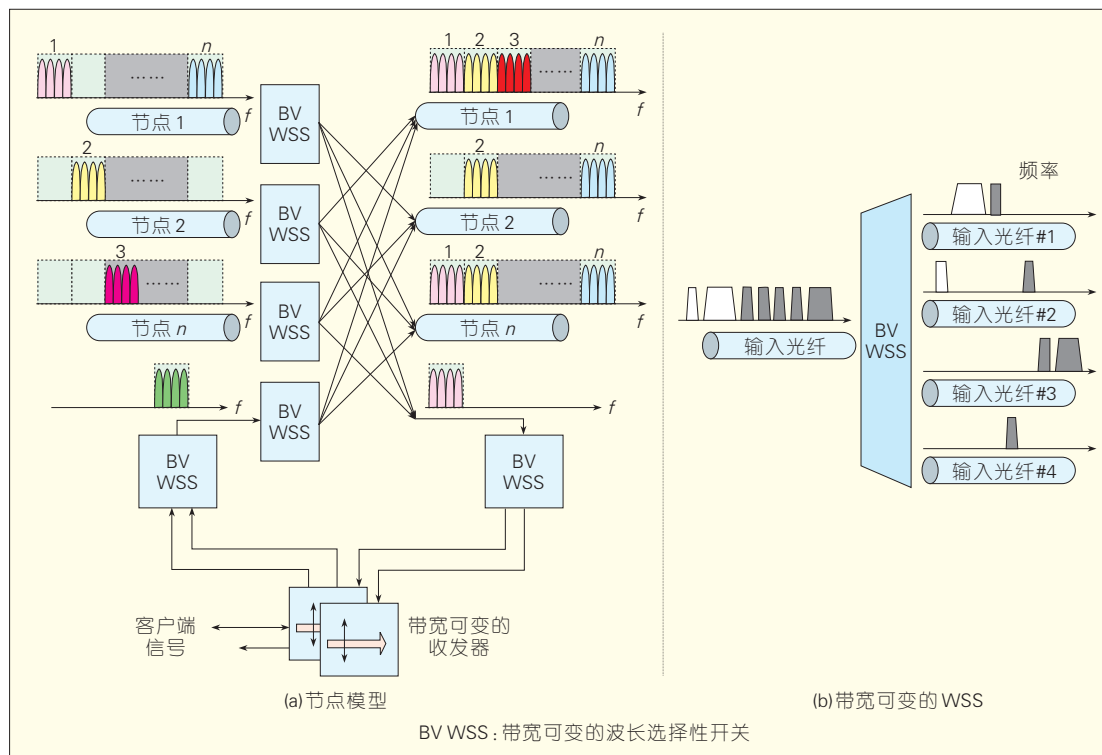 1
n
……
f
节点1
2
……
f
节点2
3
……
f
节点n
f
BV
WSS
BV
WSS
BV
WSS
BV
WSS
1 2 3 n
……
f
节点1
2 n
f
节点2
1 2 n
f
节点n
f
BV
WSS
BV
WSS
客户端
信号
带宽可变的
收发器
(a)节点模型
频率
输入光纤
BV
WSS
输入光纤#1
输入光纤#2
输入光纤#3
输入光纤#4
(b)带宽可变的WSS
BV WSS:带宽可变的波长选择性开关